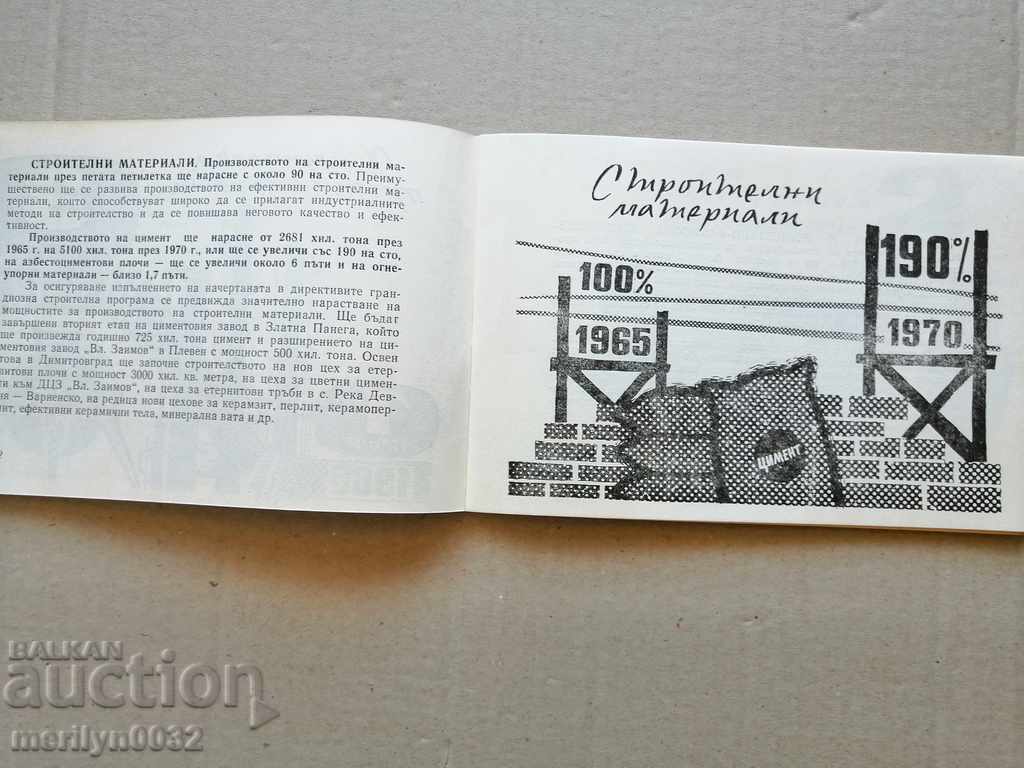 СТРОИТЕЛНИ МАТЕРИАЛИ. Производството на строителни ма-
териали през петата петилетка ще нарасне с около 90 на сто. Преиму-
ществено ще се развива производството на ефективни строителни ма-
териали, които способствуват широко да се прилагат индустриалните
методи на строителство и да се повишава неговото качество и ефек-
тивност.
Производството на цимент ще нарасне от 2681 хил. тона през
1965 г. на 5100 хил. тона през 1970 г., или ще се увеличи със 190 на сто,
на азбестоциментови плочи — ще се увеличи около 6 пъти и на огне-
упорни материали — близо 1,7 пъти.
За осигуряване изпълнението на начертаната в директивите гран-
диозна строителна програма се предвижда значително нарастване на
мощностите за производството на строителни материали. Ще бъдат
завършени вторият етап на циментовия завод в Златна Панега, който
ще произвежда годишно 725 хил. тона цимент и разширението на ци-
ментовия завод „Вл. Заимов" в Плевен с мощност 500 хил. тона. Освен
това в Димитровград ще започне строителството на нов цех за етер-
нитови плочи с мощност 3000 хил. кв. метра, на цеха за цветни цимен-
ти към ДЦЗ „Вл. Заимов", на цеха за етернитови тръби в с. Река Дев-
ня — Варненско, на редица нови цехове за керамзит, перлит, керамопер-
лит, ефективни керамични тела, минерална вата и др.
2
Строителни
материали
190%
100%
1970
1965
ЦИМЕНТ
BALKAN
auction
merilyn0032